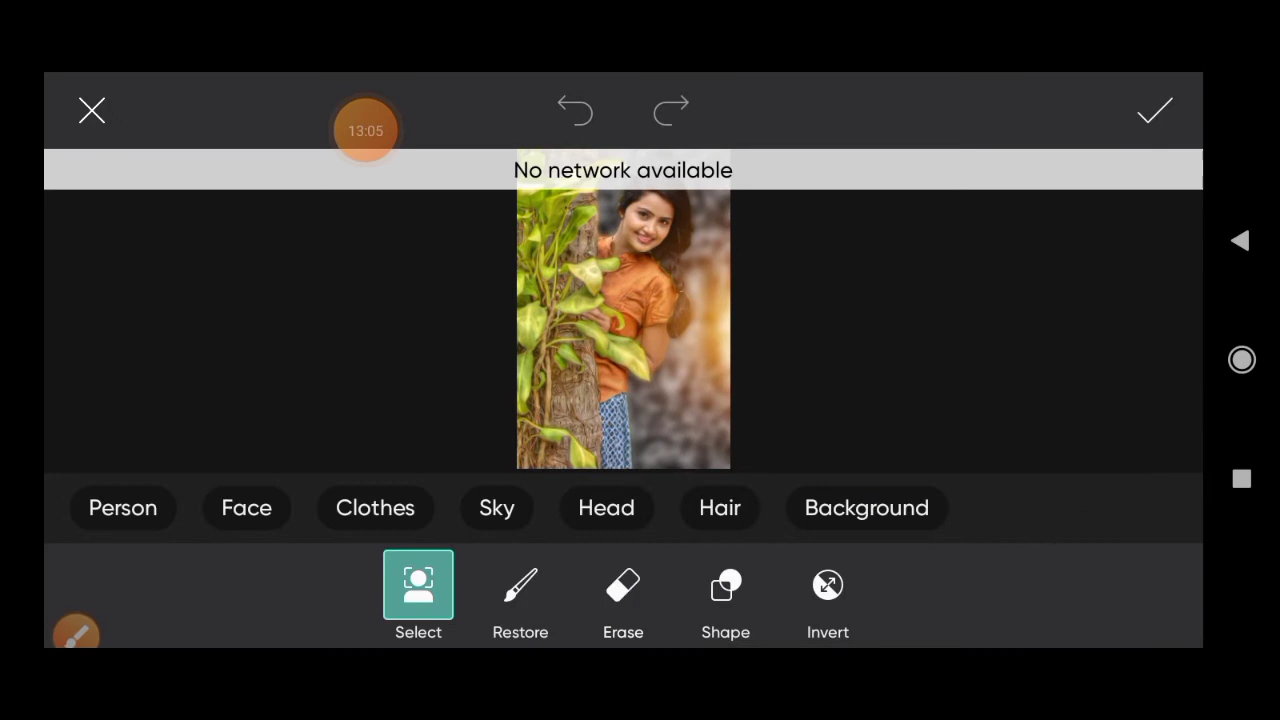 13:05
No network available
Person Face Clothes Sky Head Hair Background
Select Restore Erase Shape Invert